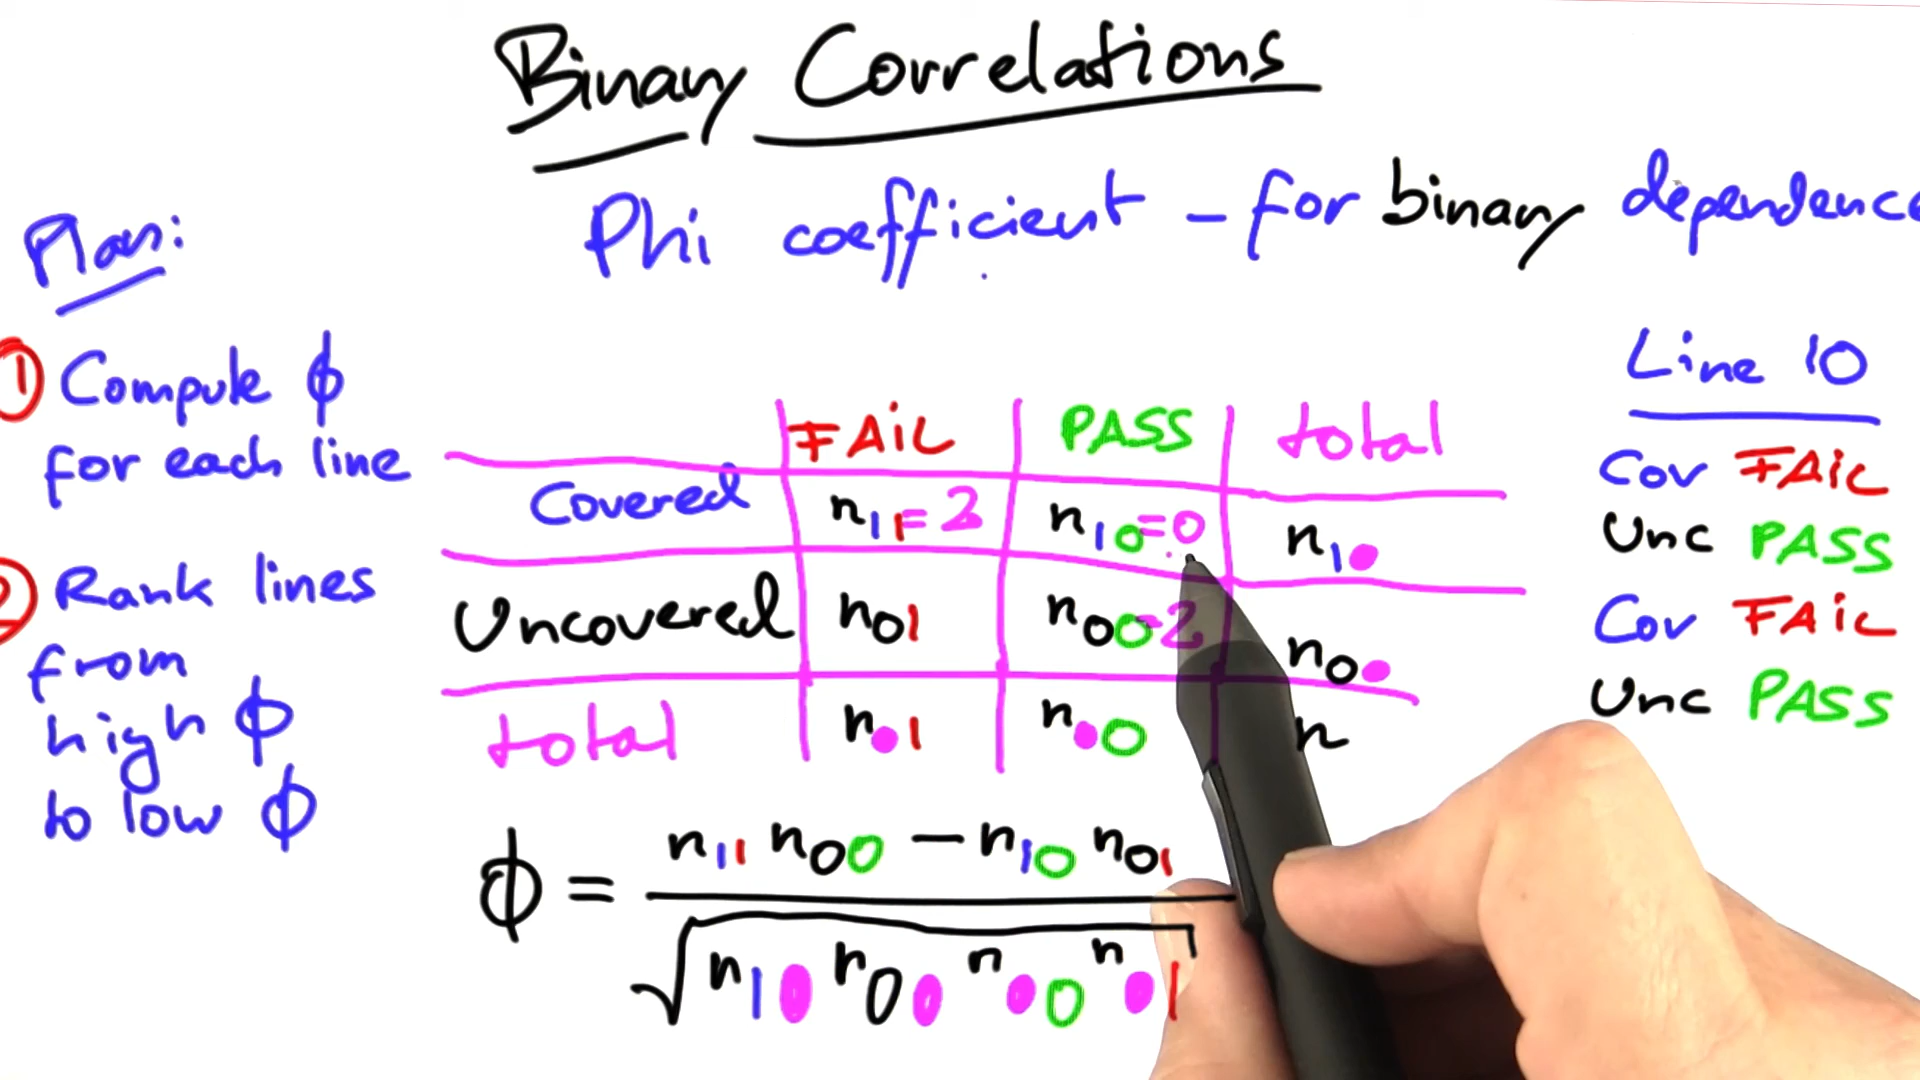 Binary Correlations
Phi coefficient – for binary dependence
Plan:
1 Compute ϕ
for each line
2 Rank lines
from
high ϕ
to low ϕ
FAIL PASS total
Covered n11=2 n10=0 n1•
Uncovered n01 n00=2 n0•
total n•1 n•0 n
ϕ = n11 n00 – n10 n01
√ n1• n0• n•0 n•1
Line 10
Cov FAIL
Unc PASS
Cov FAIL
Unc PASS